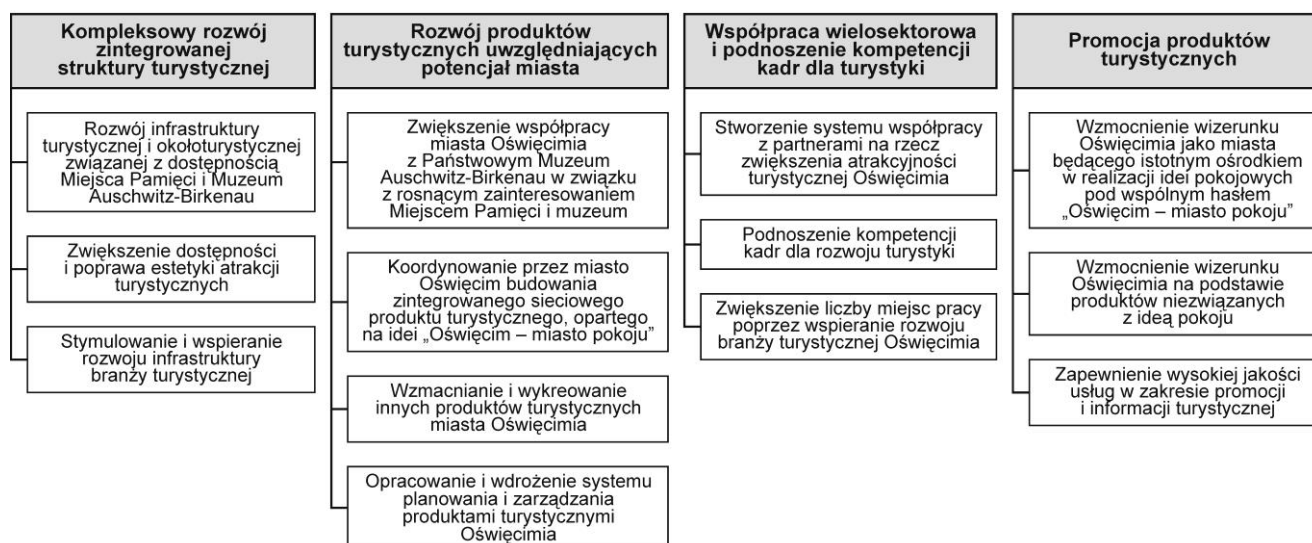 Kompleksowy rozwój
zintegrowanej
struktury turystycznej
Rozwój infrastruktury
turystycznej i okołoturystycznej
związanej z dostępnością
Miejsca Pamięci i Muzeum
Auschwitz-Birkenau
Zwiększenie dostępności
i poprawa estetyki atrakcji
turystycznych
Stymulowanie i wspieranie
rozwoju infrastruktury
branży turystycznej
Rozwój produktów
turystycznych uwzględniających
potencjał miasta
Zwiększenie współpracy
miasta Oświęcimia
z Państwowym Muzeum
Auschwitz-Birkenau w związku
z rosnącym zainteresowaniem
Miejscem Pamięci i muzeum
Koordynowanie przez miasto
Oświęcim budowania
zintegrowanego sieciowego
produktu turystycznego, opartego
na idei „Oświęcim – miasto pokoju”
Wzmacnianie i wykreowanie
innych produktów turystycznych
miasta Oświęcimia
Opracowanie i wdrożenie systemu
planowania i zarządzania
produktami turystycznymi
Oświęcimia
Współpraca wielosektorowa
i podnoszenie kompetencji
kadr dla turystyki
Stworzenie systemu współpracy
z partnerami na rzecz
zwiększenia atrakcyjności
turystycznej Oświęcimia
Podnoszenie kompetencji
kadr dla rozwoju turystyki
Zwiększenie liczby miejsc pracy
poprzez wspieranie rozwoju
branży turystycznej Oświęcimia
Promocja produktów
turystycznych
Wzmocnienie wizerunku
Oświęcimia jako miasta
będącego istotnym ośrodkiem
w realizacji idei pokojowych
pod wspólnym hasłem
„Oświęcim – miasto pokoju”
Wzmocnienie wizerunku
Oświęcimia na podstawie
produktów niezwiązanych
z ideą pokoju
Zapewnienie wysokiej jakości
usług w zakresie promocji
i informacji turystycznej